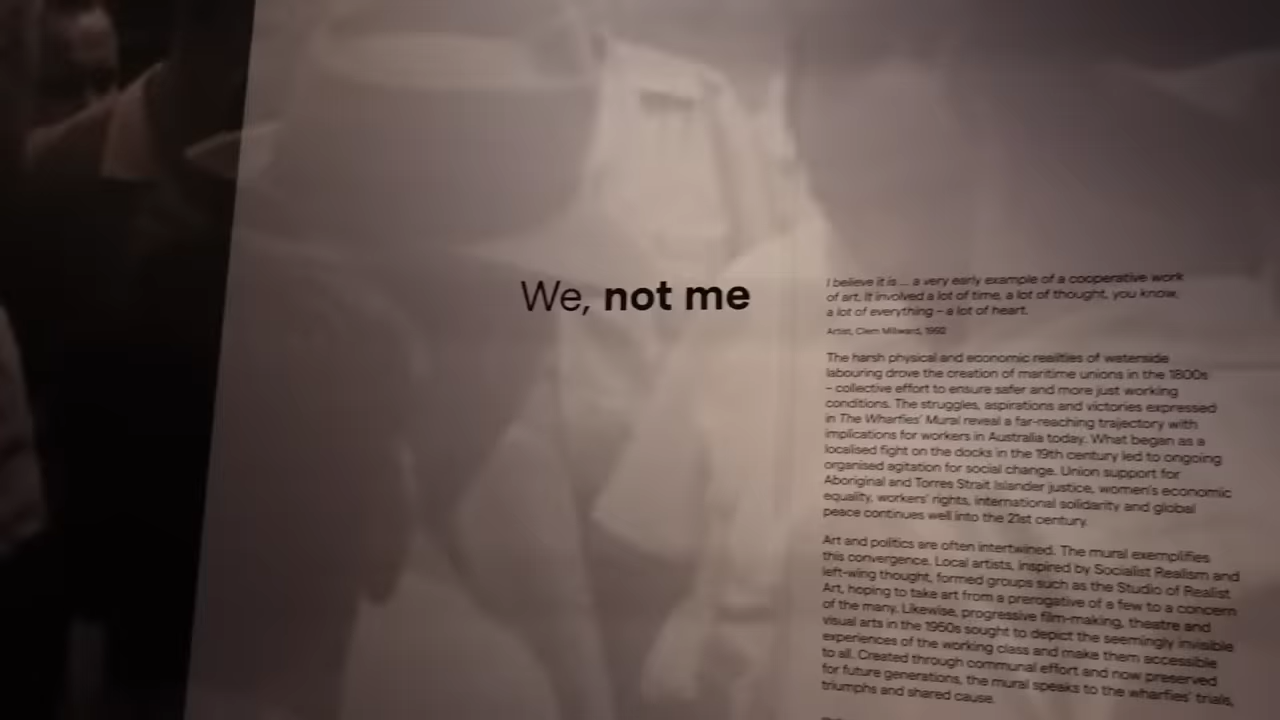 We, not me
I believe it is ... a very early example of a cooperative work
of art. It involved a lot of time, a lot of thought, you know,
a lot of everything – a lot of heart.
Artist, Clem Millward, 1992
The harsh physical and economic realities of waterside
labouring drove the creation of maritime unions in the 1800s
– collective effort to ensure safer and more just working
conditions. The struggles, aspirations and victories expressed
in The Wharfies' Mural reveal a far-reaching trajectory with
implications for workers in Australia today. What began as a
localised fight on the docks in the 19th century led to ongoing
organised agitation for social change. Union support for
Aboriginal and Torres Strait Islander justice, women's economic
equality, workers' rights, international solidarity and global
peace continues well into the 21st century.
Art and politics are often intertwined. The mural exemplifies
this convergence. Local artists, inspired by Socialist Realism and
left-wing thought, formed groups such as the Studio of Realist
Art, hoping to take art from a prerogative of a few to a concern
of the many. Likewise, progressive film-making, theatre and
visual arts in the 1950s sought to depict the seemingly invisible
experiences of the working class and make them accessible
to all. Created through communal effort and now preserved
for future generations, the mural speaks to the wharfies' trials,
triumphs and shared cause.